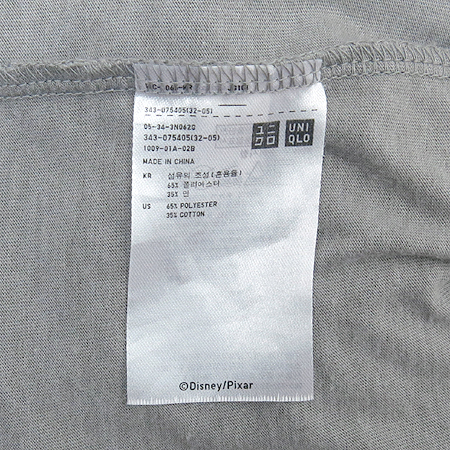 343-075405(32-05)
05-34-3N062G
343-075405(32-05)
1009-01A-02B
MADE IN CHINA
KR 섬유의 조성(혼용율)
65% 폴리에스터
35% 면
US 65% POLYESTER
35% COTTON
ユニ
クロ
UNI
QLO
©Disney/Pixar